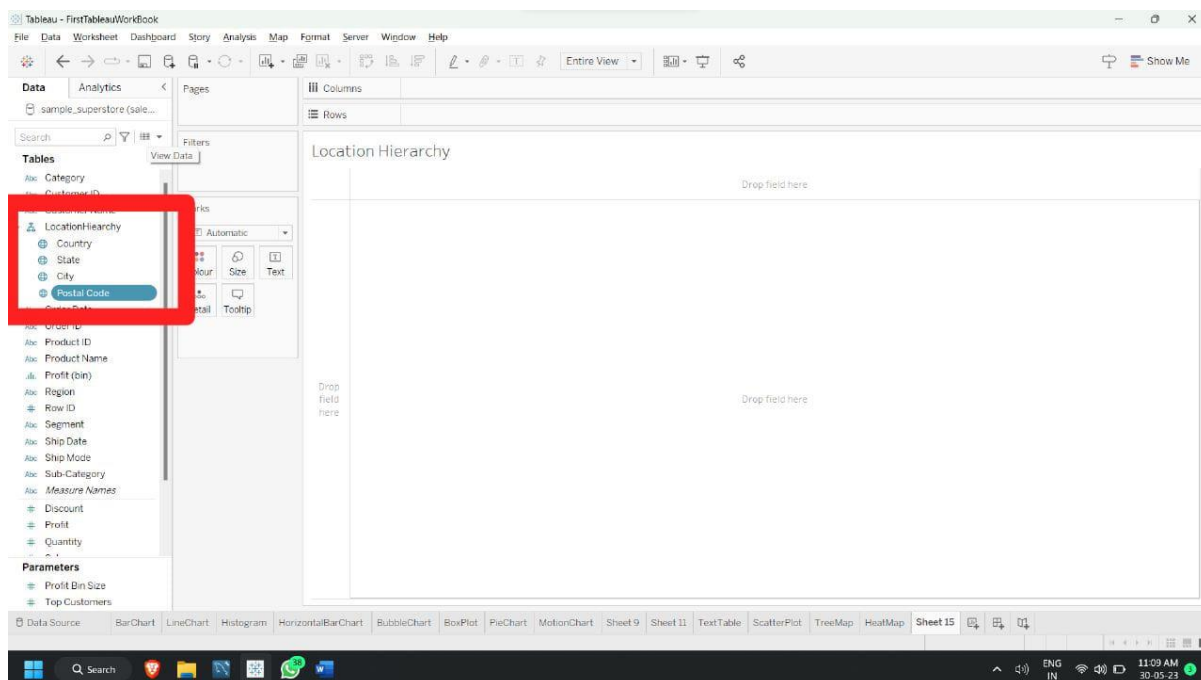 Tableau - FirstTableauWorkBook
File Data Worksheet Dashboard Story Analysis Map Format Server Window Help
Entire View
Show Me
Data Analytics
Pages
Columns
sample_superstore (sale...
Rows
Search
Filters
View Data
Tables
Location Hierarchy
Category
Drop field here
Customer ID
Customer Name
LocationHiearchy
Automatic
Country
State
Size Text
City
Postal Code
Tooltip
Order Date
Order ID
Product ID
Product Name
Profit (bin)
Region
Drop
field
here
Drop field here
Row ID
Segment
Ship Date
Ship Mode
Sub-Category
Measure Names
Discount
Profit
Quantity
Parameters
Profit Bin Size
Top Customers
Data Source BarChart LineChart Histogram HorizontalBarChart BubbleChart BoxPlot PieChart MotionChart Sheet 9 Sheet 11 TextTable ScatterPlot TreeMap HeatMap Sheet 15
Search
ENG
IN
11:09 AM
30-05-23